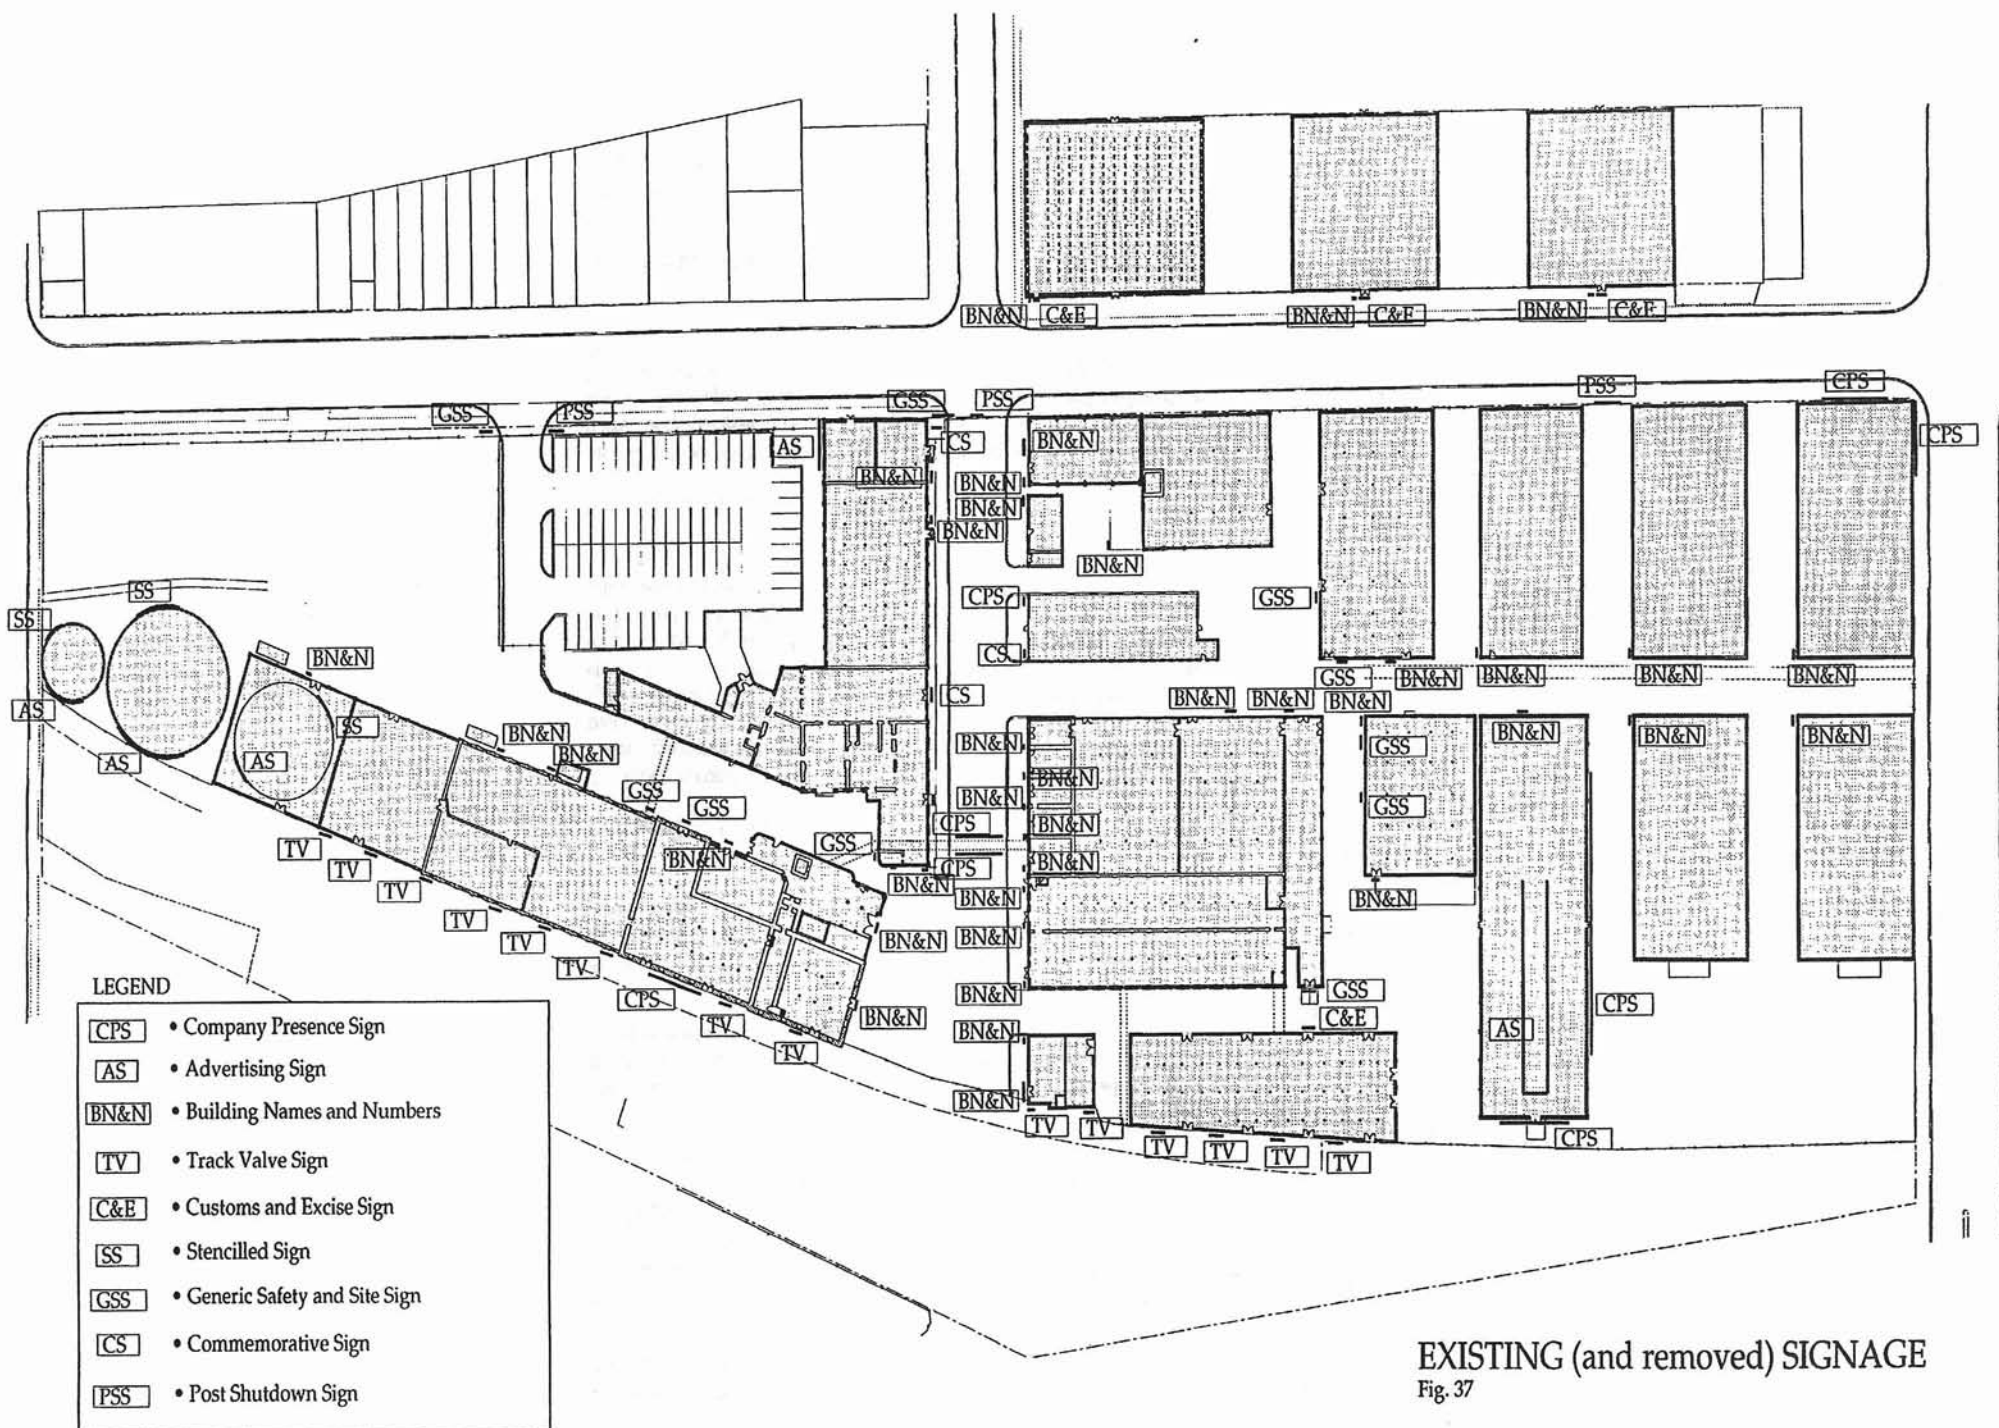 BN&N C&E BN&N C&E BN&N C&E
GSS PSS GSS PSS PSS CPS
AS CS BN&N CPS
BN&N BN&N
BN&N
BN&N
BN&N
SS CPS GSS
SS
BN&N CS
GSS BN&N BN&N BN&N BN&N
AS SS CS BN&N BN&N BN&N
BN&N BN&N BN&N BN&N BN&N
AS AS BN&N GSS
BN&N
GSS GSS BN&N GSS
CPS BN&N
TV BN&N GSS CPS BN&N
TV BN&N BN&N BN&N
TV
TV BN&N BN&N
TV
TV CPS BN&N GSS CPS
TV BN&N C&E
TV BN&N AS
BN&N
TV TV
TV TV TV TV CPS
LEGEND
CPS • Company Presence Sign
AS • Advertising Sign
BN&N • Building Names and Numbers
TV • Track Valve Sign
C&E • Customs and Excise Sign
SS • Stencilled Sign
GSS • Generic Safety and Site Sign
CS • Commemorative Sign
PSS • Post Shutdown Sign
EXISTING (and removed) SIGNAGE
Fig. 37